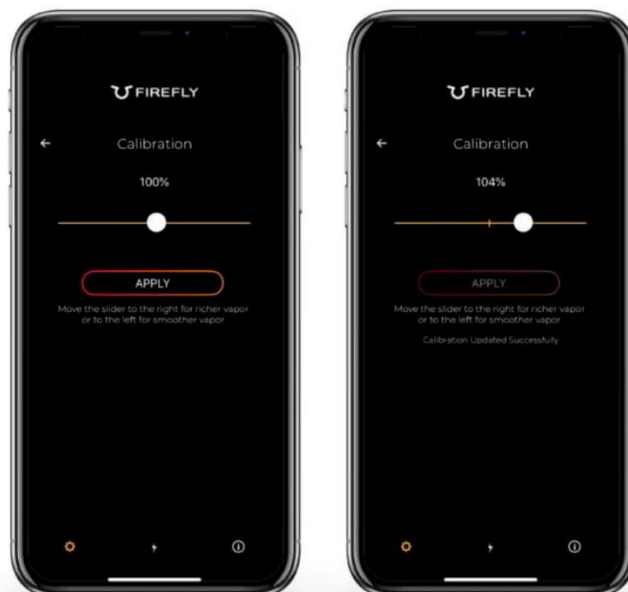 FIREFLY
Calibration
100%
APPLY
Move the slider to the right for richer vapor
or to the left for smoother vapor
FIREFLY
Calibration
104%
APPLY
Move the slider to the right for richer vapor
or to the left for smoother vapor
Calibration Updated Successfully